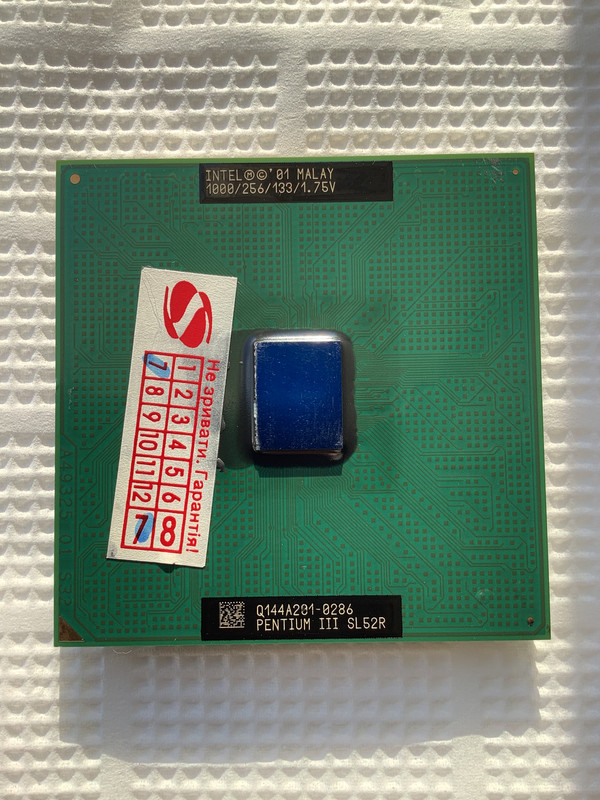 INTEL®©'01 MALAY
1000/256/133/1.75V
Не зривати. Гарантія!
1 2 3 4 5 6
7 8 9 10 11 12
7 8
Q144A281-0286
PENTIUM III SL52R